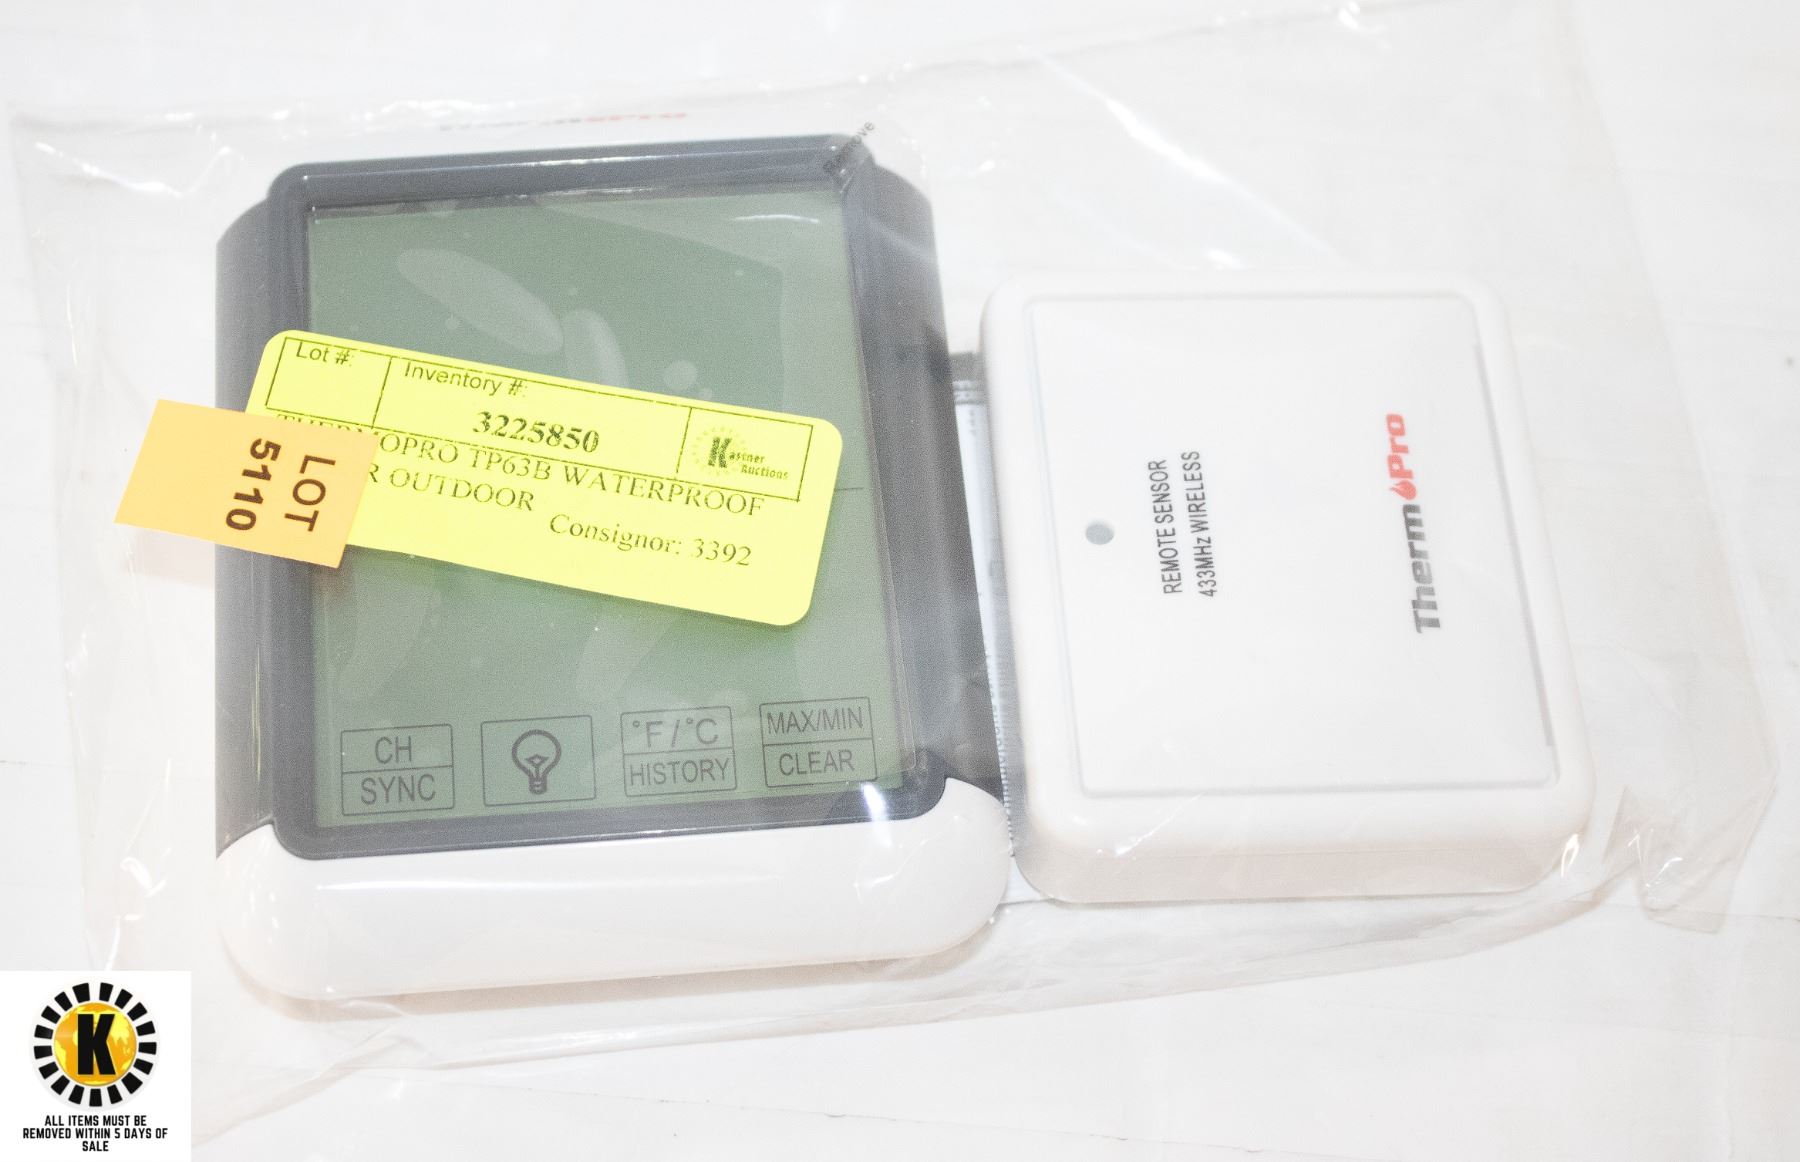 Lot #:
Inventory #:
3225850
Kastner
Auctions
OPRO TP63B WATERPROOF
R OUTDOOR
Consignor: 3392
LOT
5110
CH
SYNC
°F/°C
HISTORY
MAX/MIN
CLEAR
REMOTE SENSOR
433MHz WIRELESS
ThermoPro
K
ALL ITEMS MUST BE
REMOVED WITHIN 5 DAYS OF
SALE